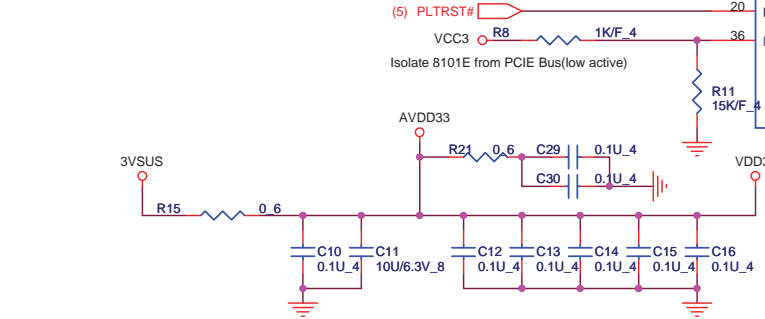 (5) PLTRST#
20
VCC3 R8 1K/F_4 36
Isolate 8101E from PCIE Bus(low active)
R11
15K/F_4
AVDD33
R21 0_6 C29 0.1U_4
3VSUS
VDD3
C30 0.1U_4
R15 0_6
C10 C11 C12 C13 C14 C15 C16
0.1U_4 10U/6.3V_8 0.1U_4 0.1U_4 0.1U_4 0.1U_4 0.1U_4